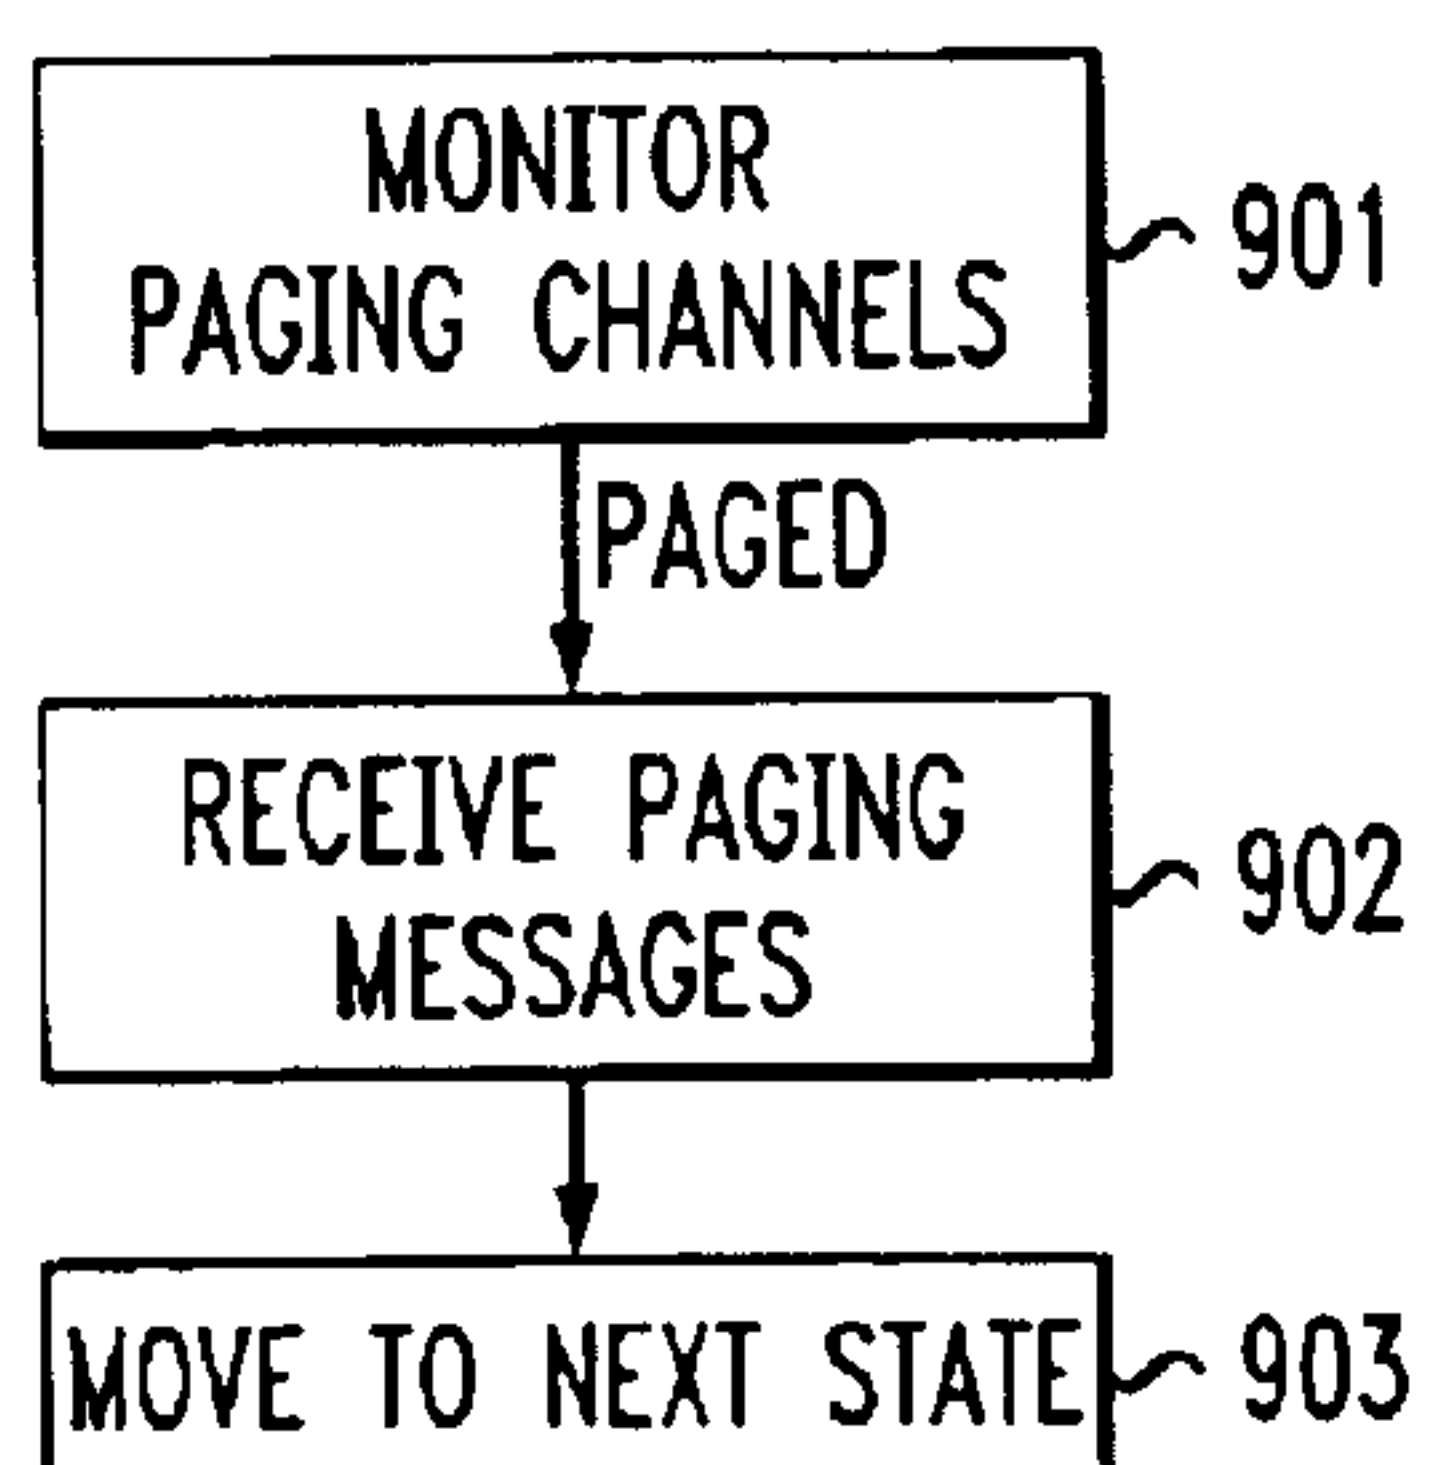 MONITOR
PAGING CHANNELS
901
PAGED
RECEIVE PAGING
MESSAGES
902
MOVE TO NEXT STATE
903